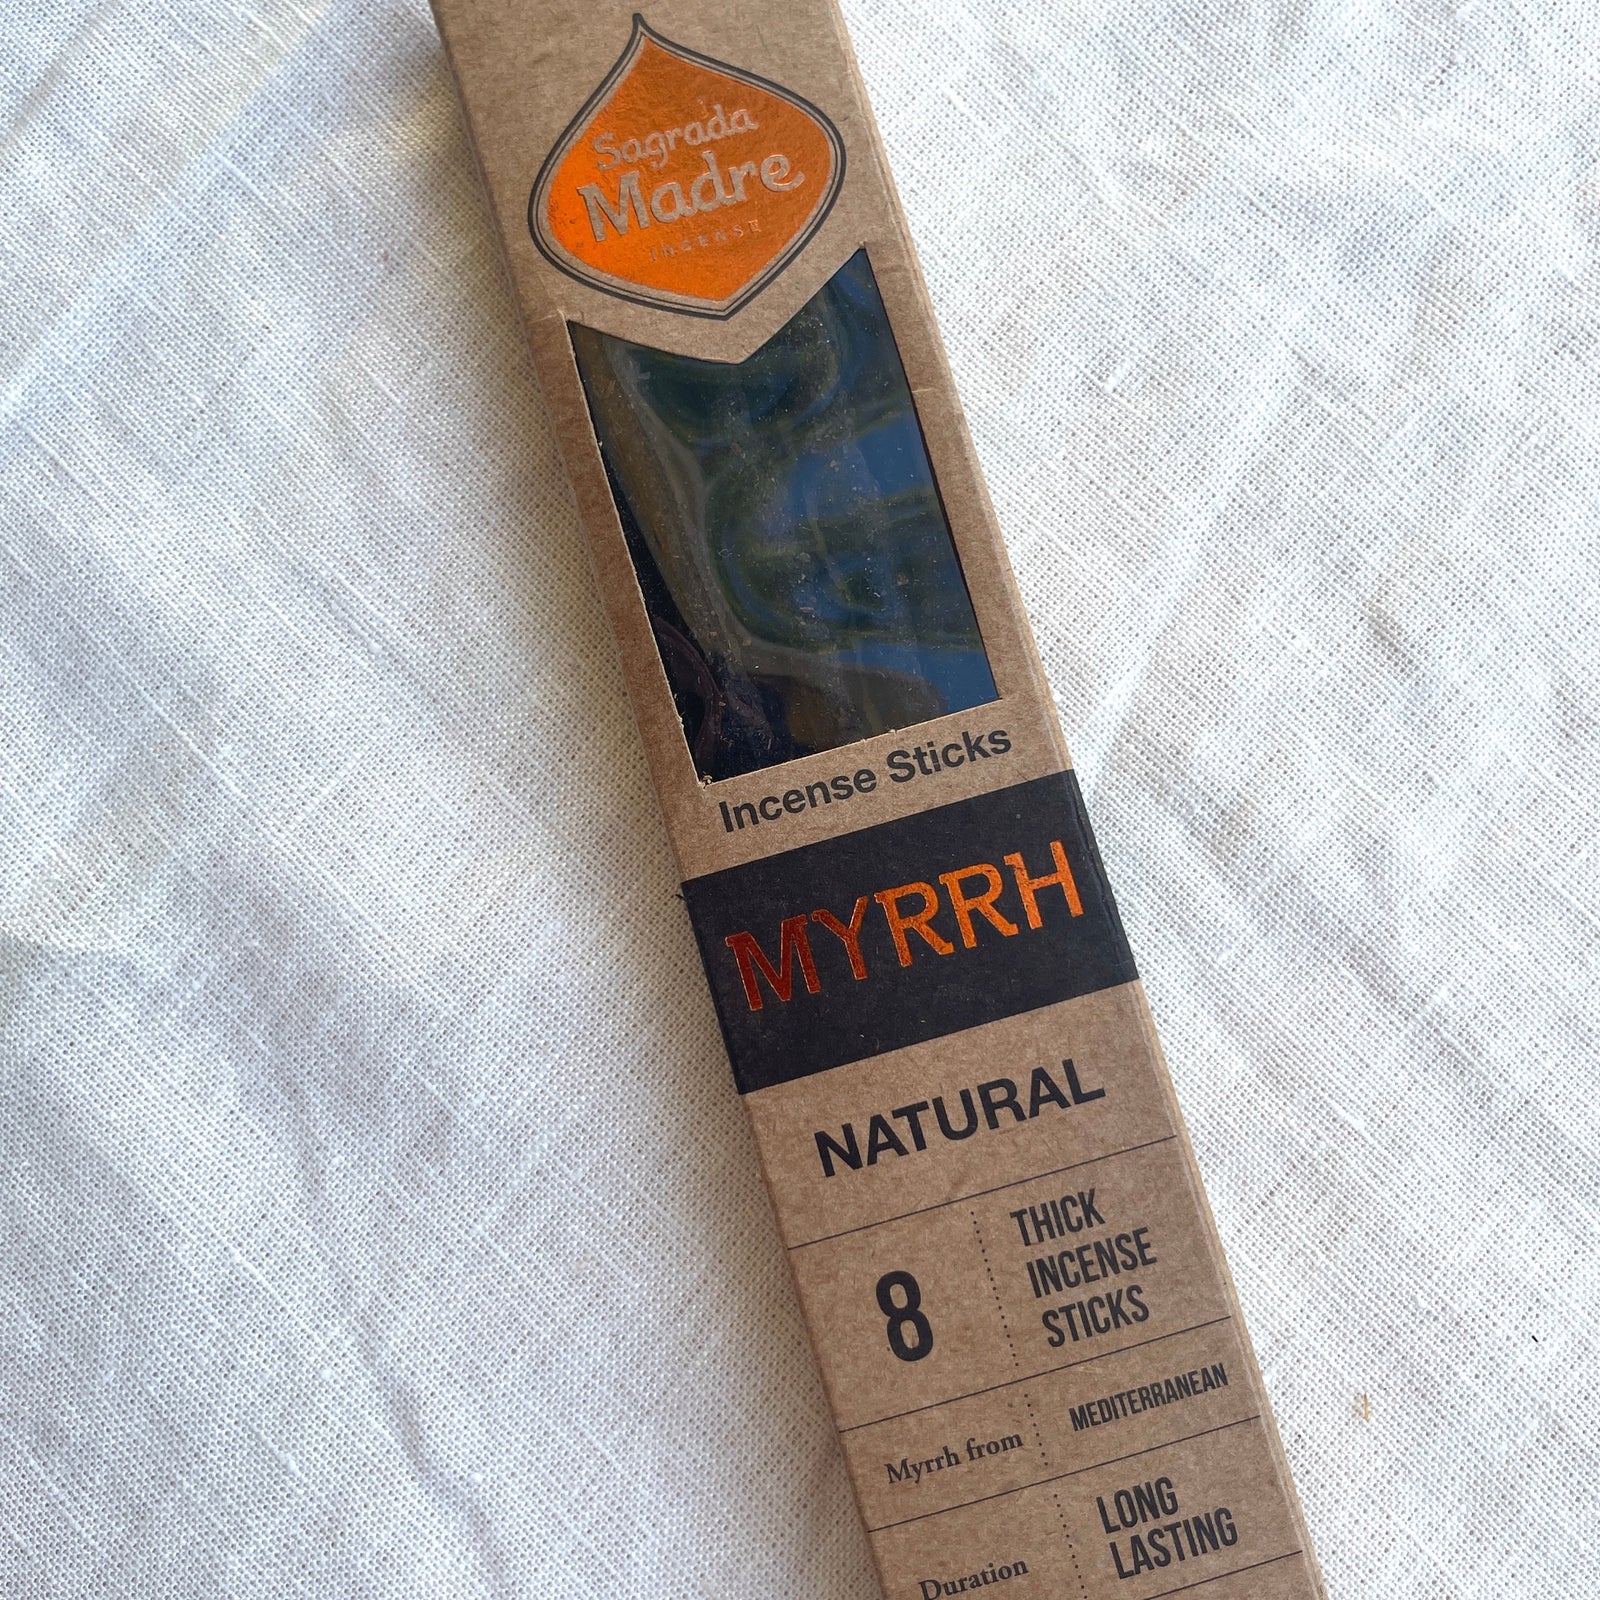 Sagrada
Madre
INCENSE
Incense Sticks
MYRRH
NATURAL
8
THICK
INCENSE
STICKS
Myrrh from
MEDITERRANEAN
Duration
LONG
LASTING